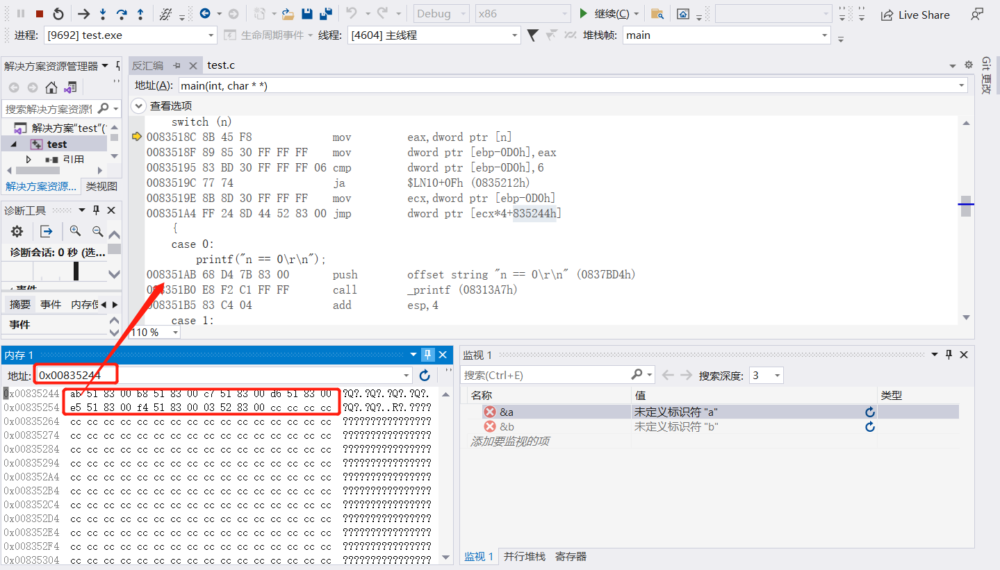 Debug x86 继续(C) Live Share
进程: [9692] test.exe 生命周期事件 线程: [4604] 主线程 堆栈帧: main
解决方案资源管理器
搜索解决方案资源管
解决方案"test"(
test
引用
解决方案资源... 类视图
诊断工具
诊断会话: 0 秒 (选...
事件
摘要 事件 内存使
事件
反汇编 test.c
地址(A): main(int, char * *)
查看选项
switch (n)
0083518C 8B 45 F8 mov eax,dword ptr [n]
0083518F 89 85 30 FF FF FF mov dword ptr [ebp-0D0h],eax
00835195 83 BD 30 FF FF FF 06 cmp dword ptr [ebp-0D0h],6
0083519C 77 74 ja $LN10+0Fh (0835212h)
0083519E 8B 8D 30 FF FF FF mov ecx,dword ptr [ebp-0D0h]
008351A4 FF 24 8D 44 52 83 00 jmp dword ptr [ecx*4+835244h]
{
case 0:
printf("n == 0\r\n");
008351AB 68 D4 7B 83 00 push offset string "n == 0\r\n" (0837BD4h)
008351B0 E8 F2 C1 FF FF call _printf (08313A7h)
008351B5 83 C4 04 add esp,4
case 1:
110 %
Git 更改
内存 1
地址: 0x00835244
0x00835244 ab 51 83 00 b8 51 83 00 c7 51 83 00 d6 51 83 00 ?Q?.?Q?.?Q?.?Q?.
0x00835254 e5 51 83 00 f4 51 83 00 03 52 83 00 cc cc cc cc ?Q?.?Q?..R?.????
0x00835264 cc cc cc cc cc cc cc cc cc cc cc cc cc cc cc cc ????????????????
0x00835274 cc cc cc cc cc cc cc cc cc cc cc cc cc cc cc cc ????????????????
0x00835284 cc cc cc cc cc cc cc cc cc cc cc cc cc cc cc cc ????????????????
0x00835294 cc cc cc cc cc cc cc cc cc cc cc cc cc cc cc cc ????????????????
0x008352A4 cc cc cc cc cc cc cc cc cc cc cc cc cc cc cc cc ????????????????
0x008352B4 cc cc cc cc cc cc cc cc cc cc cc cc cc cc cc cc ????????????????
0x008352C4 cc cc cc cc cc cc cc cc cc cc cc cc cc cc cc cc ????????????????
0x008352D4 cc cc cc cc cc cc cc cc cc cc cc cc cc cc cc cc ????????????????
0x008352E4 cc cc cc cc cc cc cc cc cc cc cc cc cc cc cc cc ????????????????
0x008352F4 cc cc cc cc cc cc cc cc cc cc cc cc cc cc cc cc ????????????????
0x00835304 cc cc cc cc cc cc cc cc cc cc cc cc cc cc cc cc ????????????????
监视 1
搜索(Ctrl+E) 搜索深度: 3
名称 值 类型
&a 未定义标识符 "a"
&b 未定义标识符 "b"
添加要监视的项
监视 1 并行堆栈 寄存器